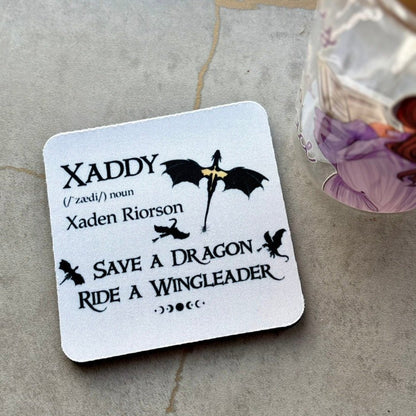 XADDY
(/ˈzædi/) noun
Xaden Riorson
SAVE A DRAGON
RIDE A WINGLEADER